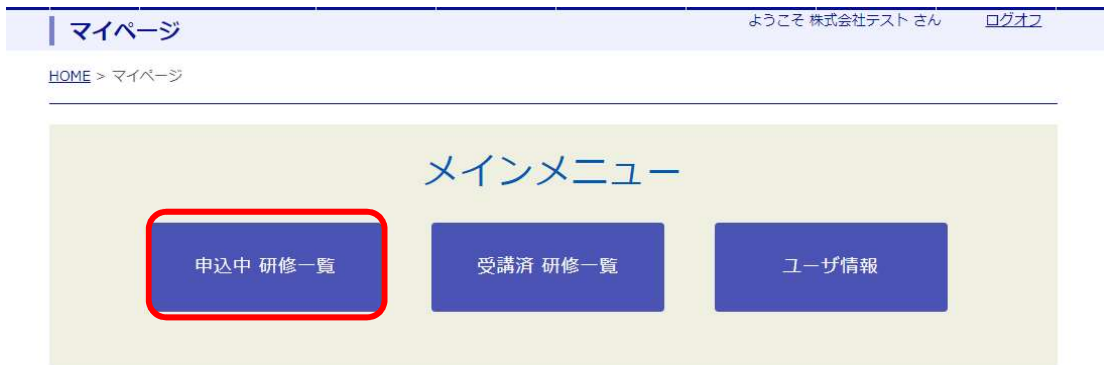 マイページ
ようこそ 株式会社テスト さん ログオフ
HOME > マイページ
メインメニュー
申込中 研修一覧
受講済 研修一覧
ユーザ情報